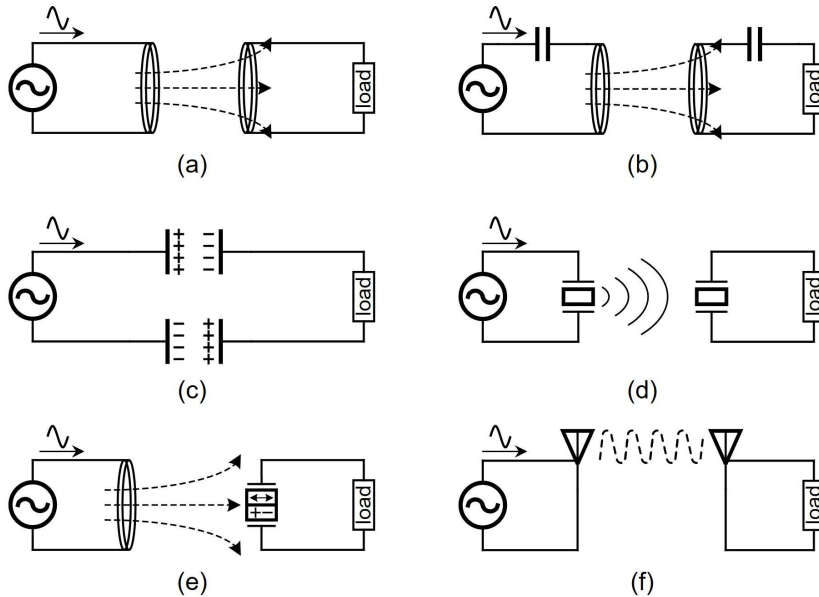 load
load
(a)
(b)
+ −
+ −
+ −
+ −
load
load
− +
− +
− +
− +
(c)
(d)
+−
load
load
(e)
(f)